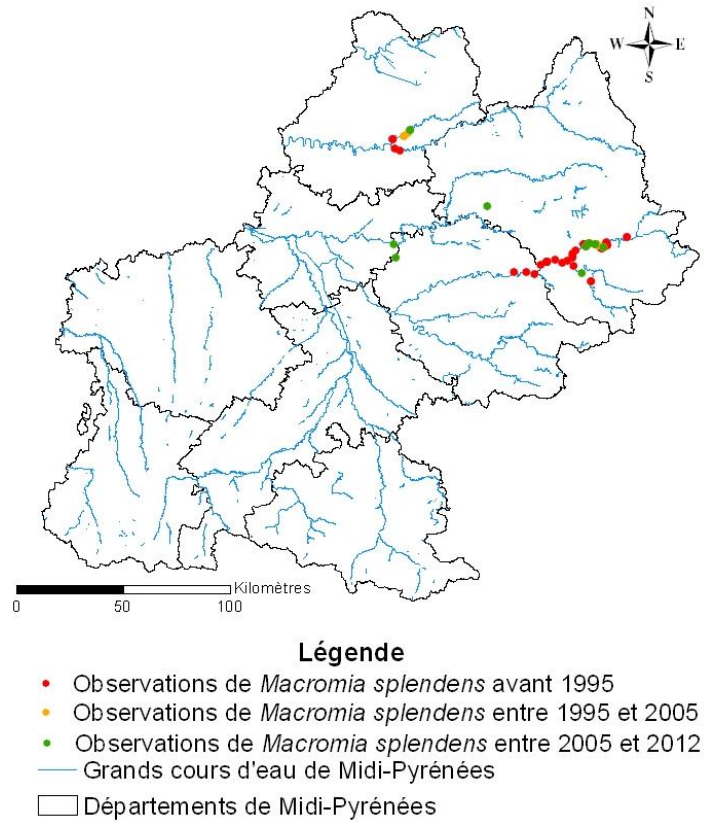 N
W E
S
Kilomètres
0 50 100
Légende
Observations de Macromia splendens avant 1995
Observations de Macromia splendens entre 1995 et 2005
Observations de Macromia splendens entre 2005 et 2012
Grands cours d'eau de Midi-Pyrénées
Départements de Midi-Pyrénées